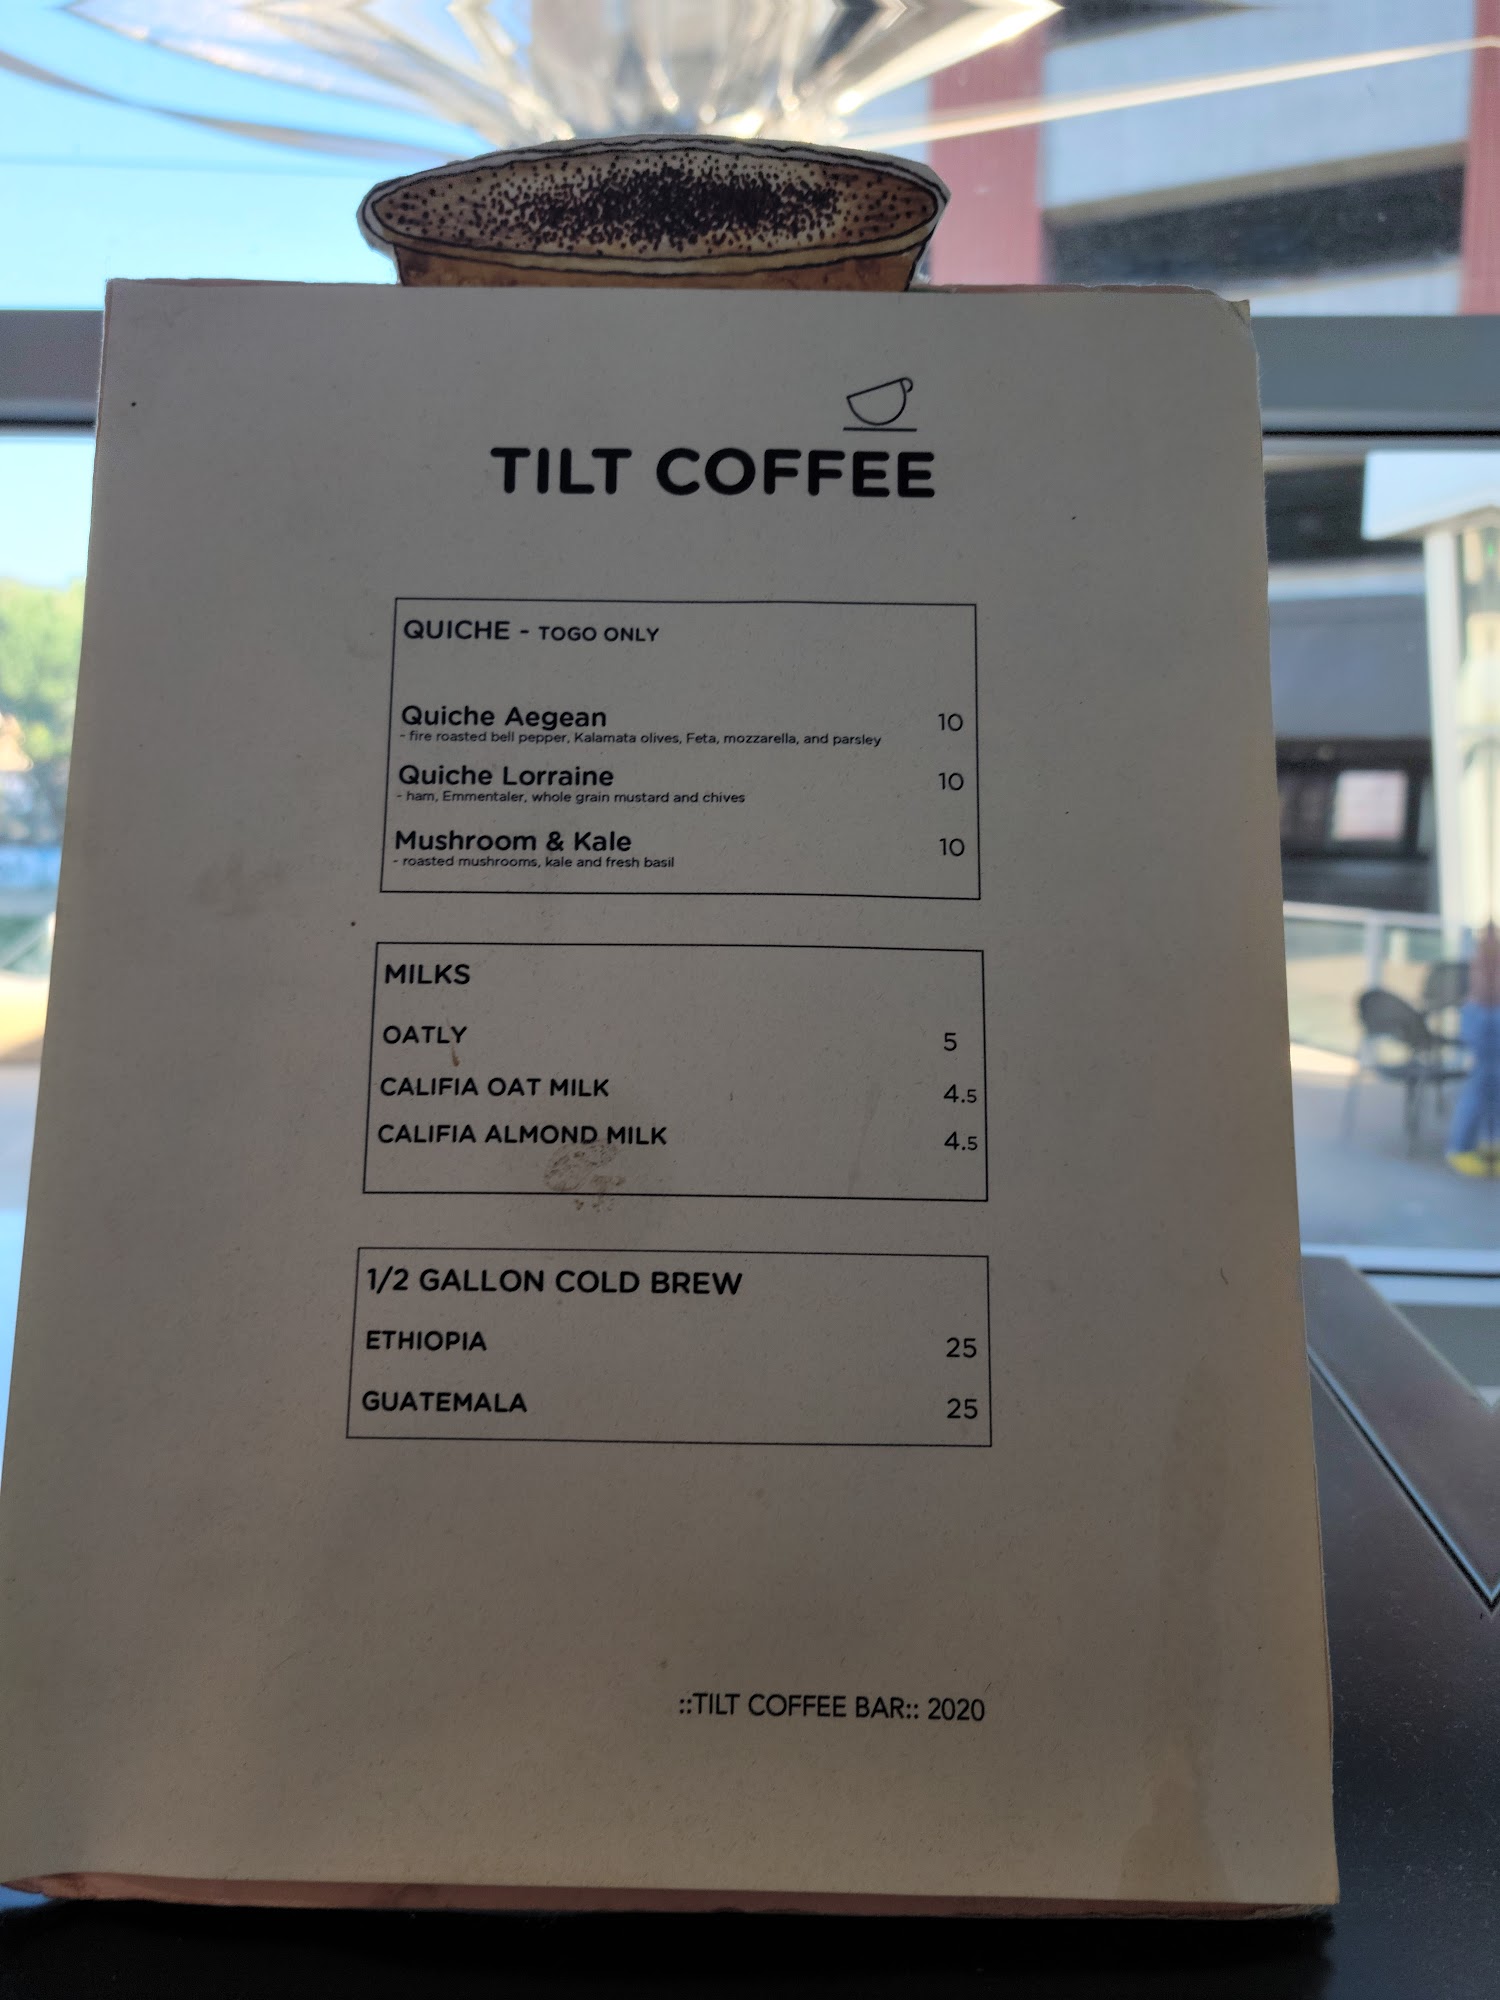 TILT COFFEE
QUICHE - TOGO ONLY
Quiche Aegean 10
- fire roasted bell pepper, Kalamata olives, Feta, mozzarella, and parsley
Quiche Lorraine 10
- ham, Emmentaler, whole grain mustard and chives
Mushroom & Kale 10
- roasted mushrooms, kale and fresh basil
MILKS
OATLY 5
CALIFIA OAT MILK 4.5
CALIFIA ALMOND MILK 4.5
1/2 GALLON COLD BREW
ETHIOPIA 25
GUATEMALA 25
::TILT COFFEE BAR:: 2020